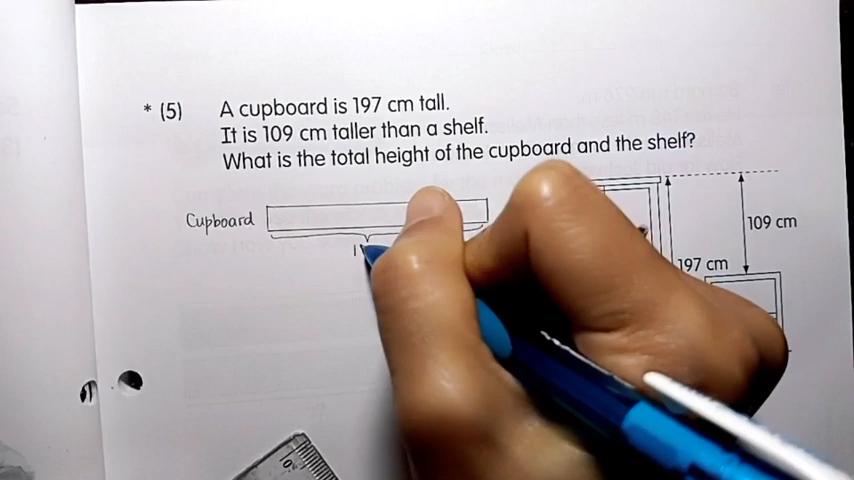 * (5) A cupboard is 197 cm tall.
It is 109 cm taller than a shelf.
What is the total height of the cupboard and the shelf?
Cupboard
109 cm
197 cm